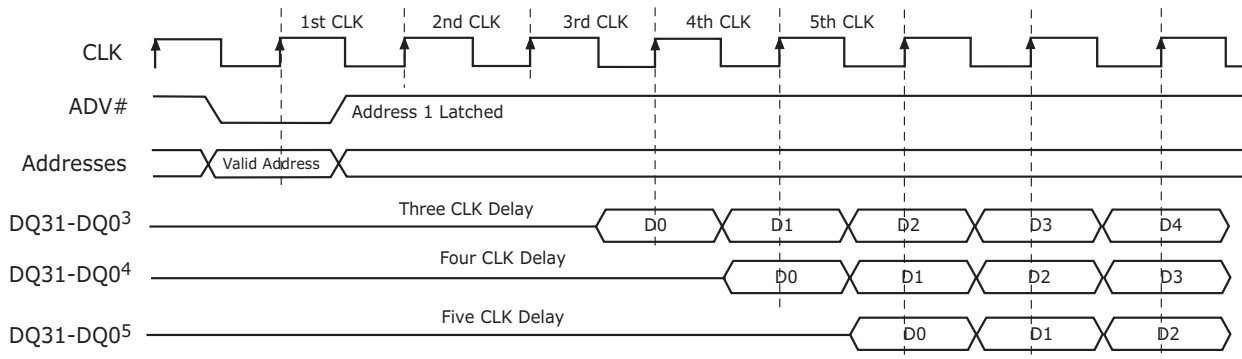 1st CLK 2nd CLK 3rd CLK 4th CLK 5th CLK
CLK
ADV#
Address 1 Latched
Addresses
Valid Address
Three CLK Delay
DQ31-DQ0³ D0 D1 D2 D3 D4
Four CLK Delay
DQ31-DQ0⁴ D0 D1 D2 D3
Five CLK Delay
DQ31-DQ0⁵ D0 D1 D2